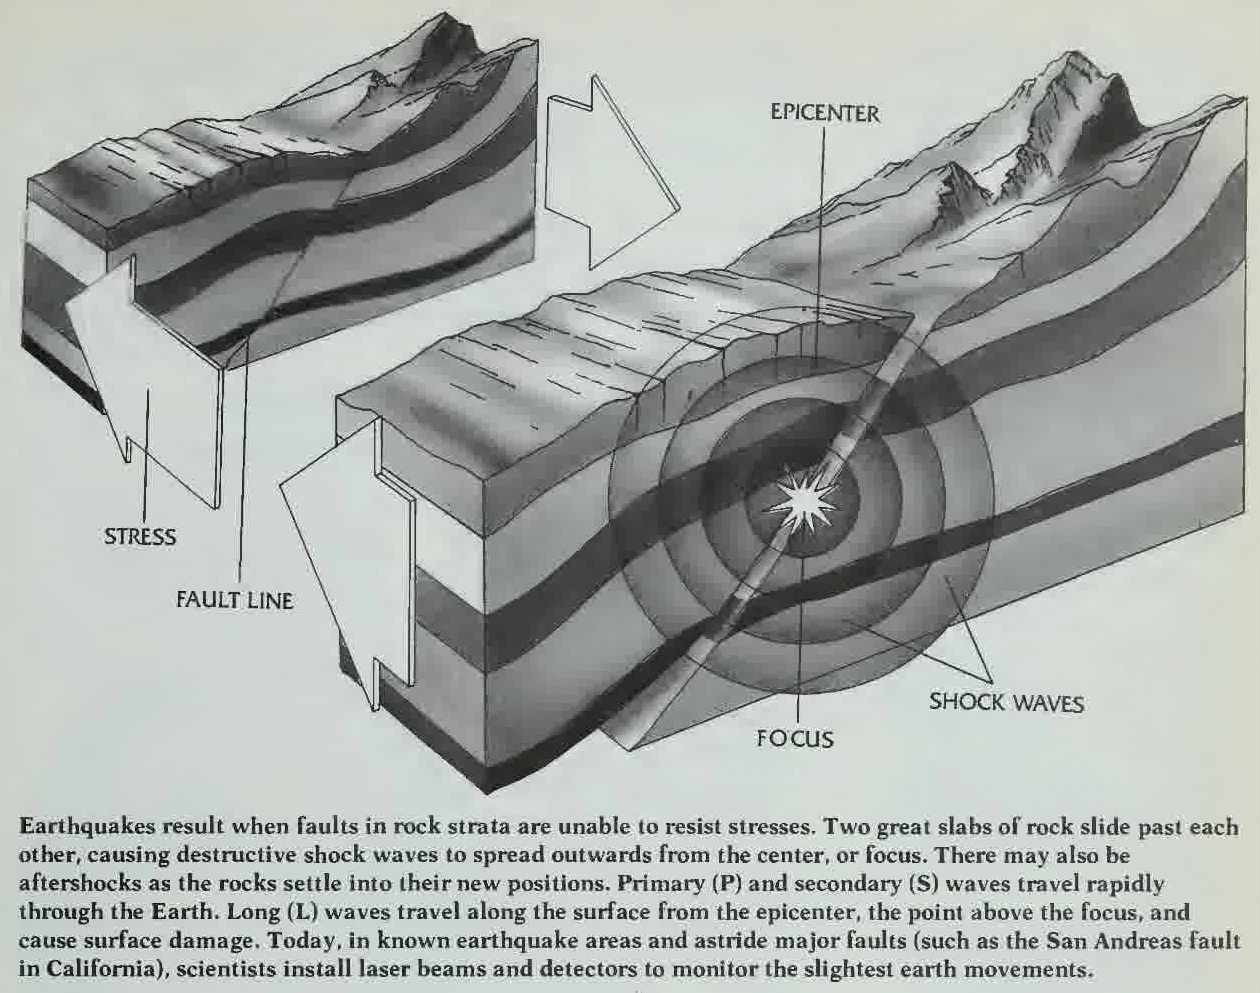 EPICENTER
STRESS
FAULT LINE
SHOCK WAVES
FOCUS
Earthquakes result when faults in rock strata are unable to resist stresses. Two great slabs of rock slide past each
other, causing destructive shock waves to spread outwards from the center, or focus. There may also be
aftershocks as the rocks settle into their new positions. Primary (P) and secondary (S) waves travel rapidly
through the Earth. Long (L) waves travel along the surface from the epicenter, the point above the focus, and
cause surface damage. Today, in known earthquake areas and astride major faults (such as the San Andreas fault
in California), scientists install laser beams and detectors to monitor the slightest earth movements.